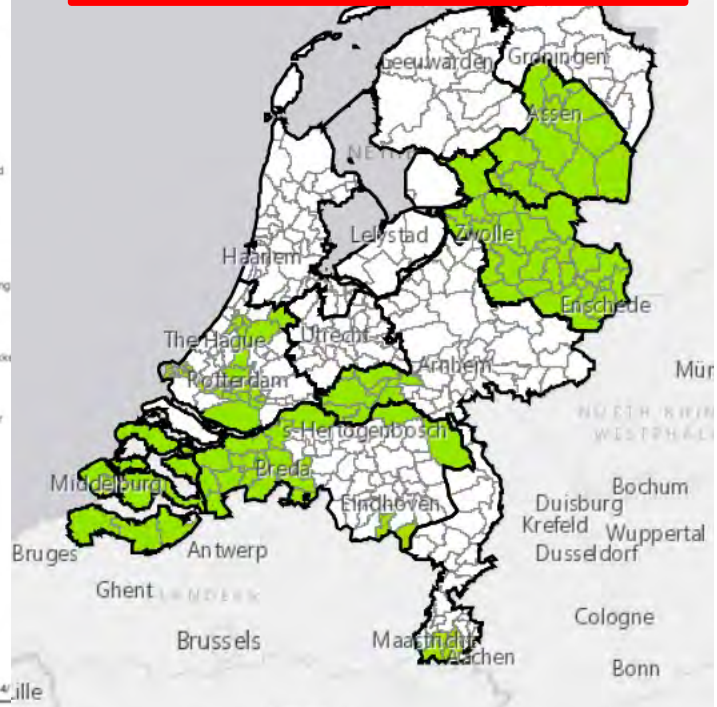 Leeuwarden
Groningen
Assen
Lelystad
Zwolle
Haarlem
Enschede
The Hague
Utrecht
Arnhem
Rotterdam
's-Hertogenbosch
Breda
Middelburg
Eindhoven
Bochum
Duisburg
Krefeld
Wuppertal
Dusseldorf
Bruges
Antwerp
Ghent
Cologne
Brussels
Maastricht
Aachen
Bonn